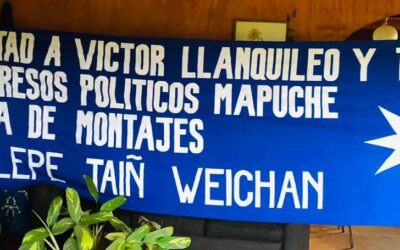 TAD A VICTOR LLANQUILEO Y T
RESOS POLITICOS MAPUCHE
A DE MONTAJES
LEPE TAIÑ WEICHAN